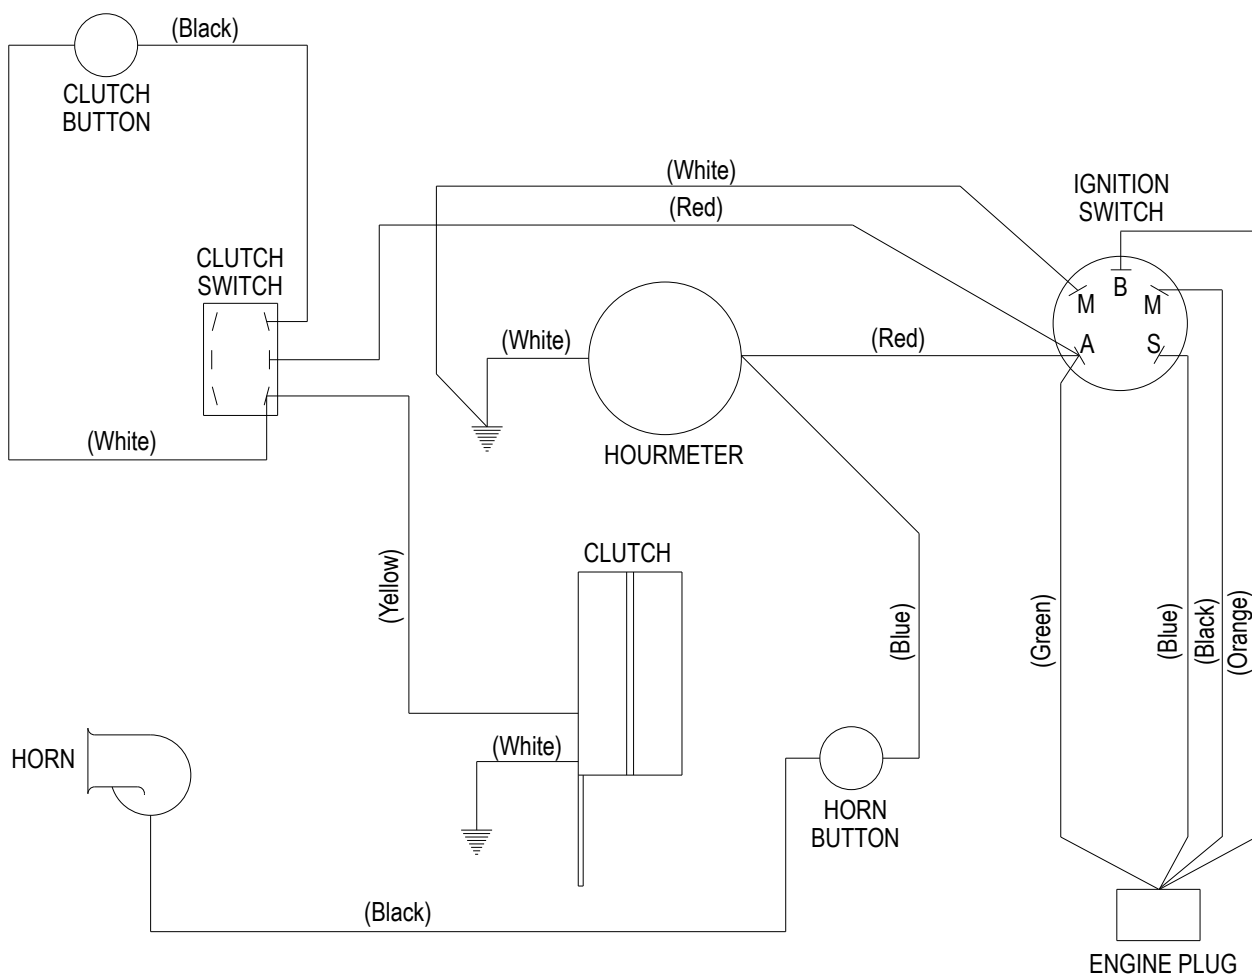 (Black)
CLUTCH
BUTTON
(White)
IGNITION
SWITCH
(Red)
CLUTCH
SWITCH
B
M
M
(White)
(Red)
A
S
(White)
HOURMETER
CLUTCH
(Yellow)
(Blue)
(Green)
(Blue)
(Black)
(Orange)
(White)
HORN
HORN
BUTTON
(Black)
ENGINE PLUG